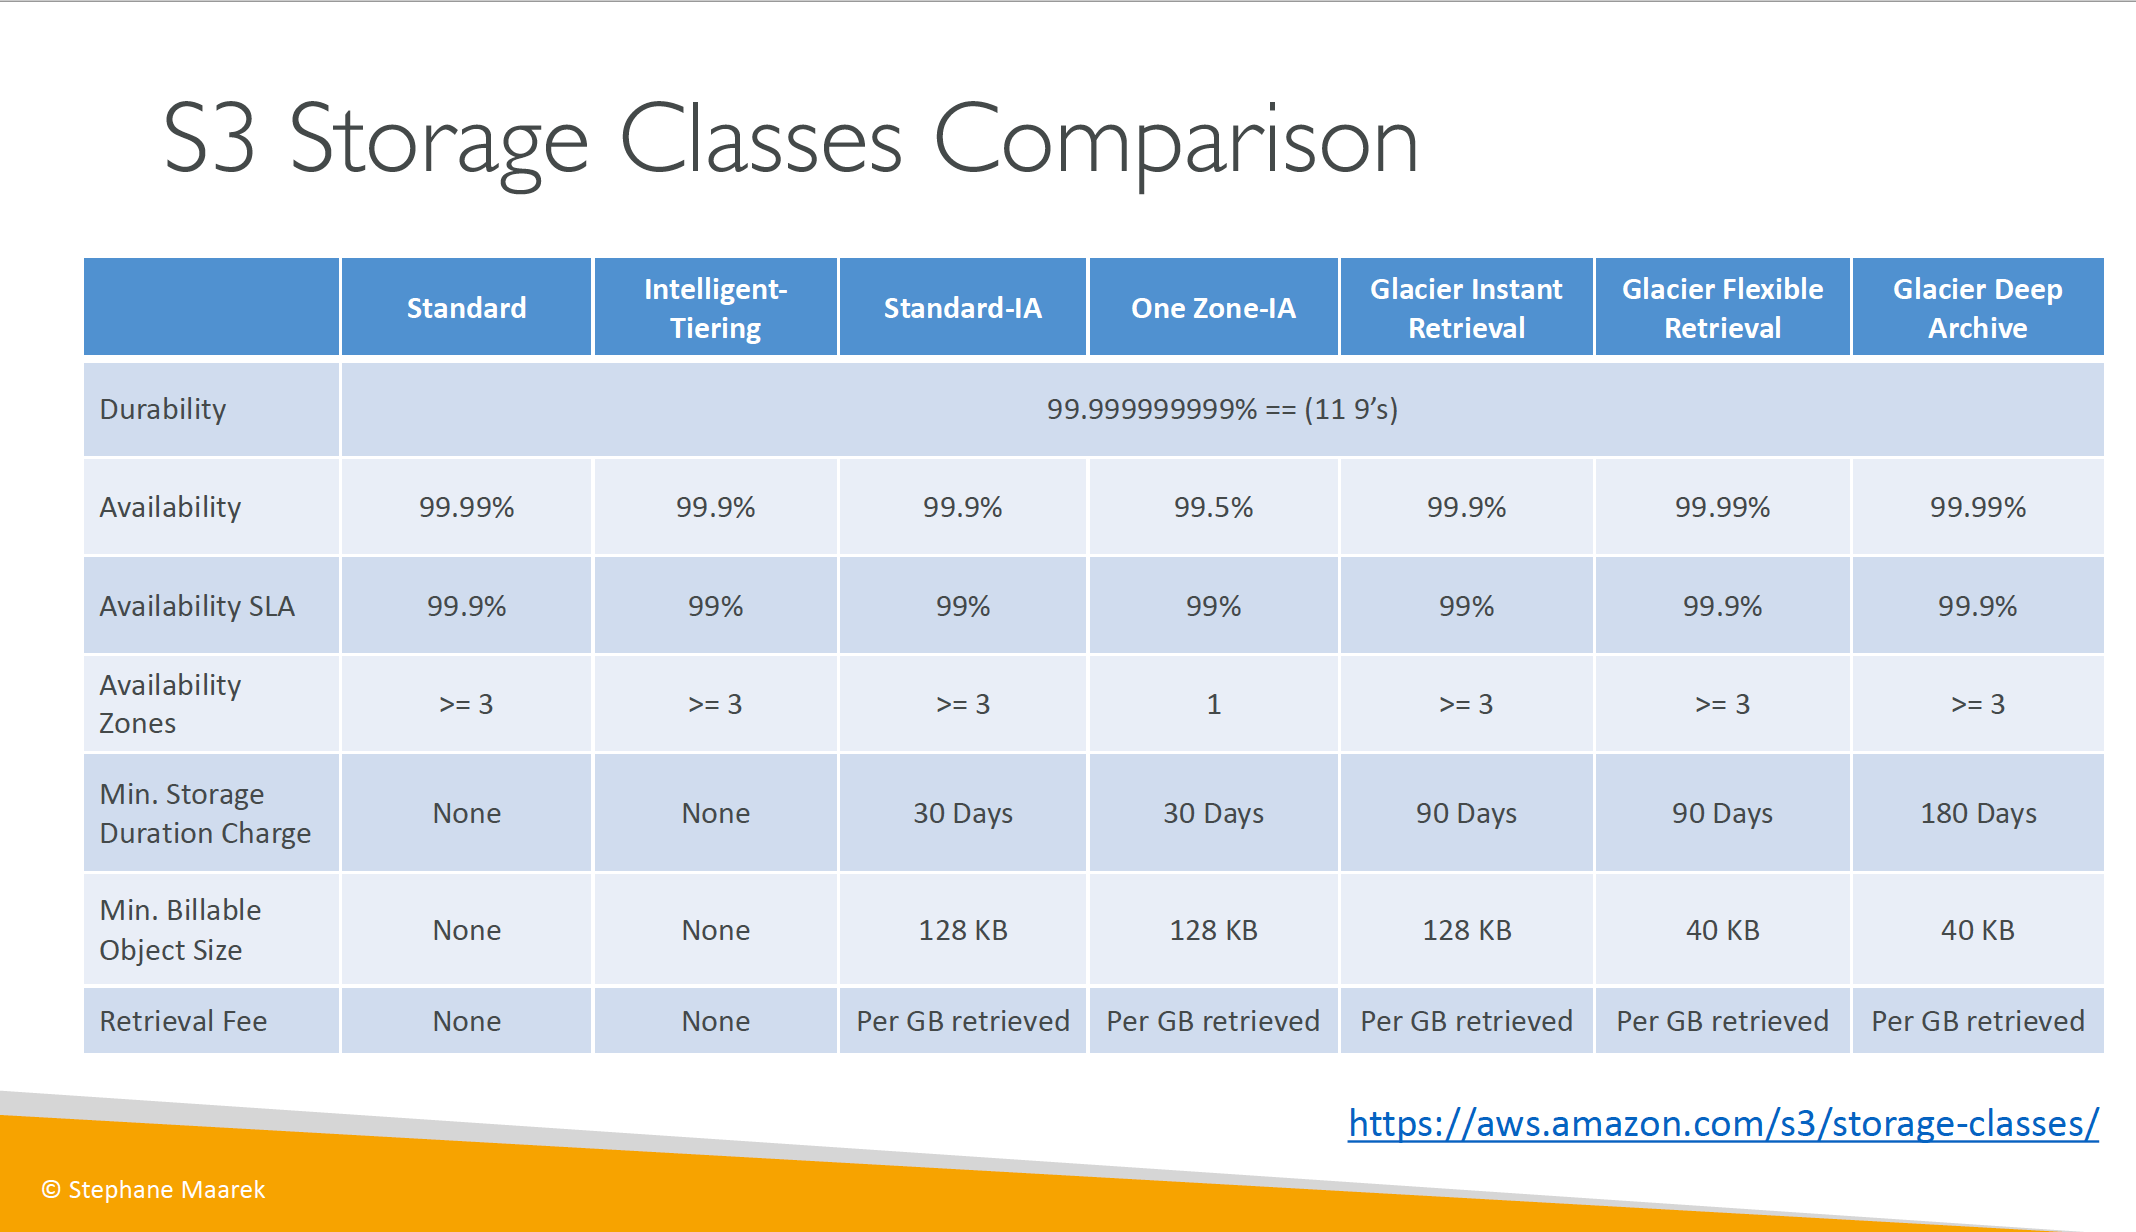 S3 Storage Classes Comparison
Standard
Intelligent-
Tiering
Standard-IA
One Zone-IA
Glacier Instant
Retrieval
Glacier Flexible
Retrieval
Glacier Deep
Archive
Durability
99.999999999% == (11 9’s)
Availability
99.99%
99.9%
99.9%
99.5%
99.9%
99.99%
99.99%
Availability SLA
99.9%
99%
99%
99%
99%
99.9%
99.9%
Availability
Zones
>= 3
>= 3
>= 3
1
>= 3
>= 3
>= 3
Min. Storage
Duration Charge
None
None
30 Days
30 Days
90 Days
90 Days
180 Days
Min. Billable
Object Size
None
None
128 KB
128 KB
128 KB
40 KB
40 KB
Retrieval Fee
None
None
Per GB retrieved
Per GB retrieved
Per GB retrieved
Per GB retrieved
Per GB retrieved
https://aws.amazon.com/s3/storage-classes/
© Stephane Maarek